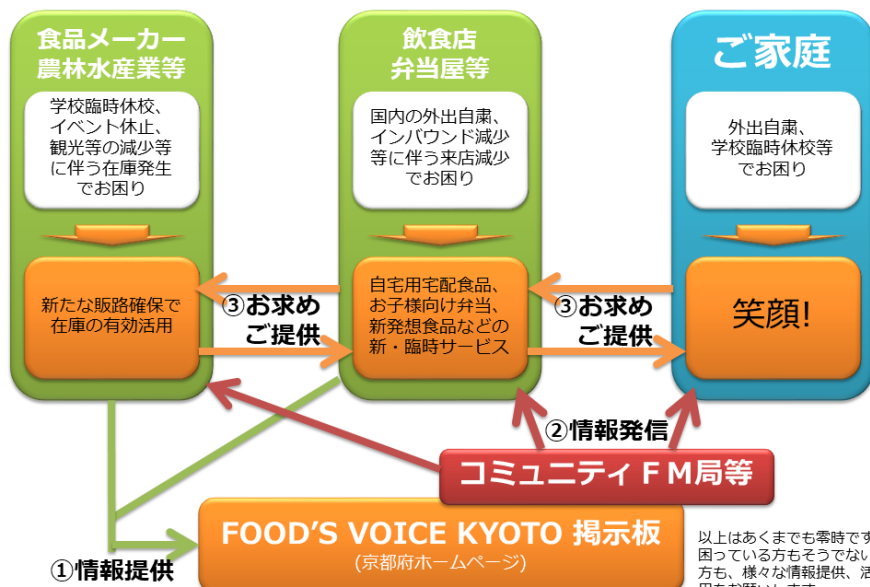 食品メーカー
農林水産業等
学校臨時休校、
イベント休止、
観光等の減少等
に伴う在庫発生
でお困り
新たな販路確保で
在庫の有効活用
飲食店
弁当屋等
国内の外出自粛、
インバウンド減少
等に伴う来店減少
でお困り
自宅用宅配食品、
お子様向け弁当、
新発想食品などの
新・臨時サービス
ご家庭
外出自粛、
学校臨時休校等
でお困り
笑顔!
③お求め
ご提供
③お求め
ご提供
②情報発信
コミュニティFM局等
FOOD'S VOICE KYOTO 掲示板
(京都府ホームページ)
①情報提供
以上はあくまでも零時です
困っている方もそうでない
方も、様々な情報提供、活
用をお願いします